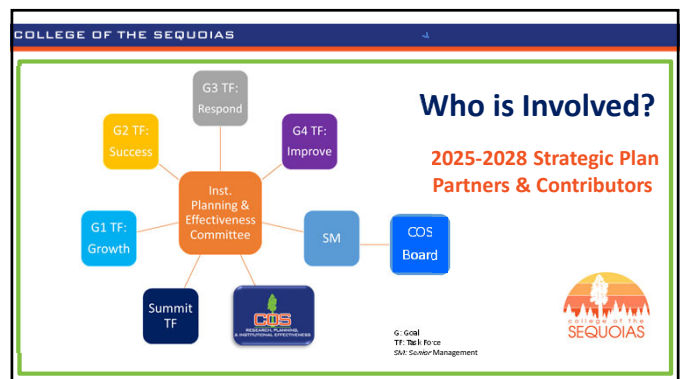 COLLEGE OF THE SEQUOIAS
Who is Involved?
2025-2028 Strategic Plan
Partners & Contributors
G3 TF:
Respond
G2 TF:
Success
G4 TF:
Improve
Inst.
Planning &
Effectiveness
Committee
G1 TF:
Growth
SM
COS
Board
Summit
TF
COS
RESEARCH, PLANNING,
& INSTITUTIONAL EFFECTIVENESS
G: Goal
TF: Task Force
SM: Senior Management
college of the
SEQUOIAS